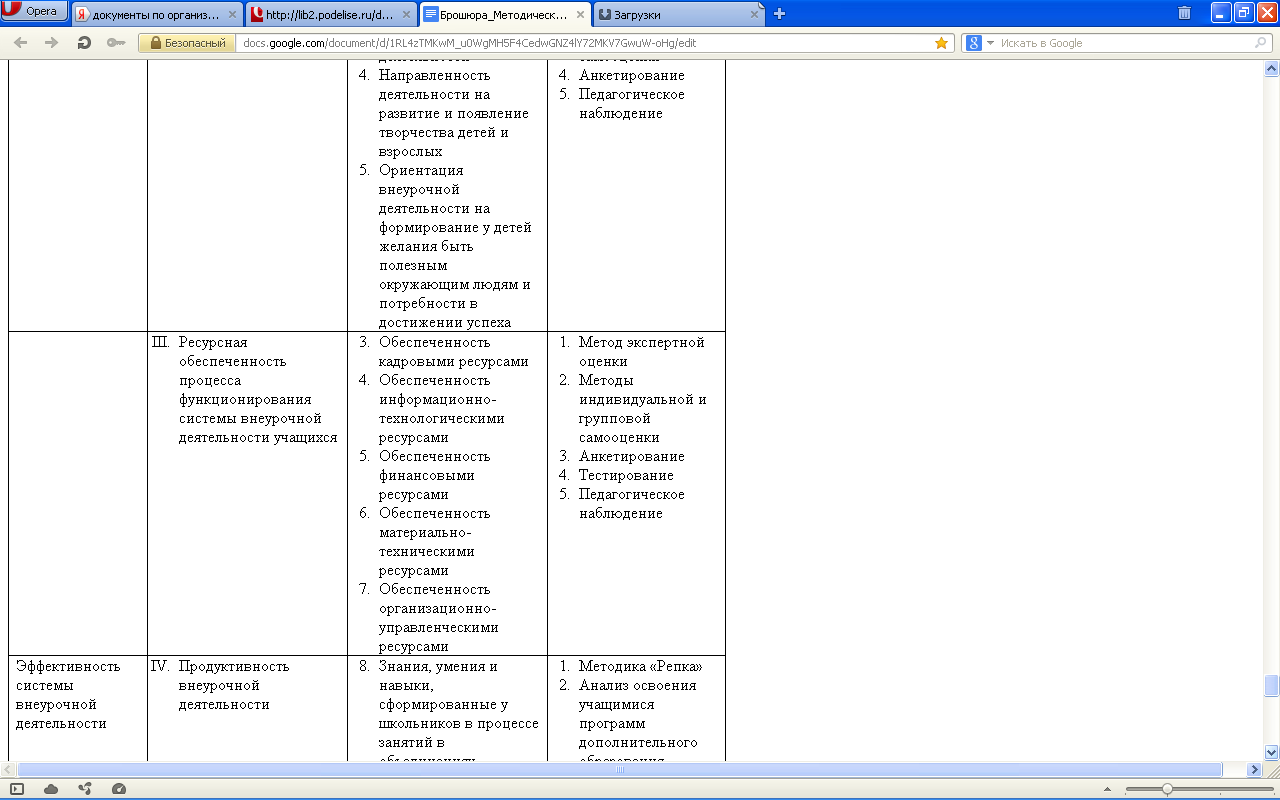 Opera
документы по организ...
http://lib2.podelise.ru/d...
Брошюра_Методическ...
Загрузки
Безопасный
docs.google.com/document/d/1RL4zTMKwM_u0WgMH5F4CedwGNZ4lY72MKV7GwuW-oHg/edit
Искать в Google
4. Направленность
деятельности на
развитие и появление
творчества детей и
взрослых
5. Ориентация
внеурочной
деятельности на
формирование у детей
желания быть
полезным
окружающим людям и
потребности в
достижении успеха
4. Анкетирование
5. Педагогическое
наблюдение
III. Ресурсная
обеспеченность
процесса
функционирования
системы внеурочной
деятельности учащихся
3. Обеспеченность
кадровыми ресурсами
4. Обеспеченность
информационно-
технологическими
ресурсами
5. Обеспеченность
финансовыми
ресурсами
6. Обеспеченность
материально-
техническими
ресурсами
7. Обеспеченность
организационно-
управленческими
ресурсами
1. Метод экспертной
оценки
2. Методы
индивидуальной и
групповой
самооценки
3. Анкетирование
4. Тестирование
5. Педагогическое
наблюдение
Эффективность
системы
внеурочной
деятельности
IV. Продуктивность
внеурочной
деятельности
8. Знания, умения и
навыки,
сформированные у
школьников в процессе
занятий в
1. Методика «Репка»
2. Анализ освоения
учащимися
программ
дополнительного